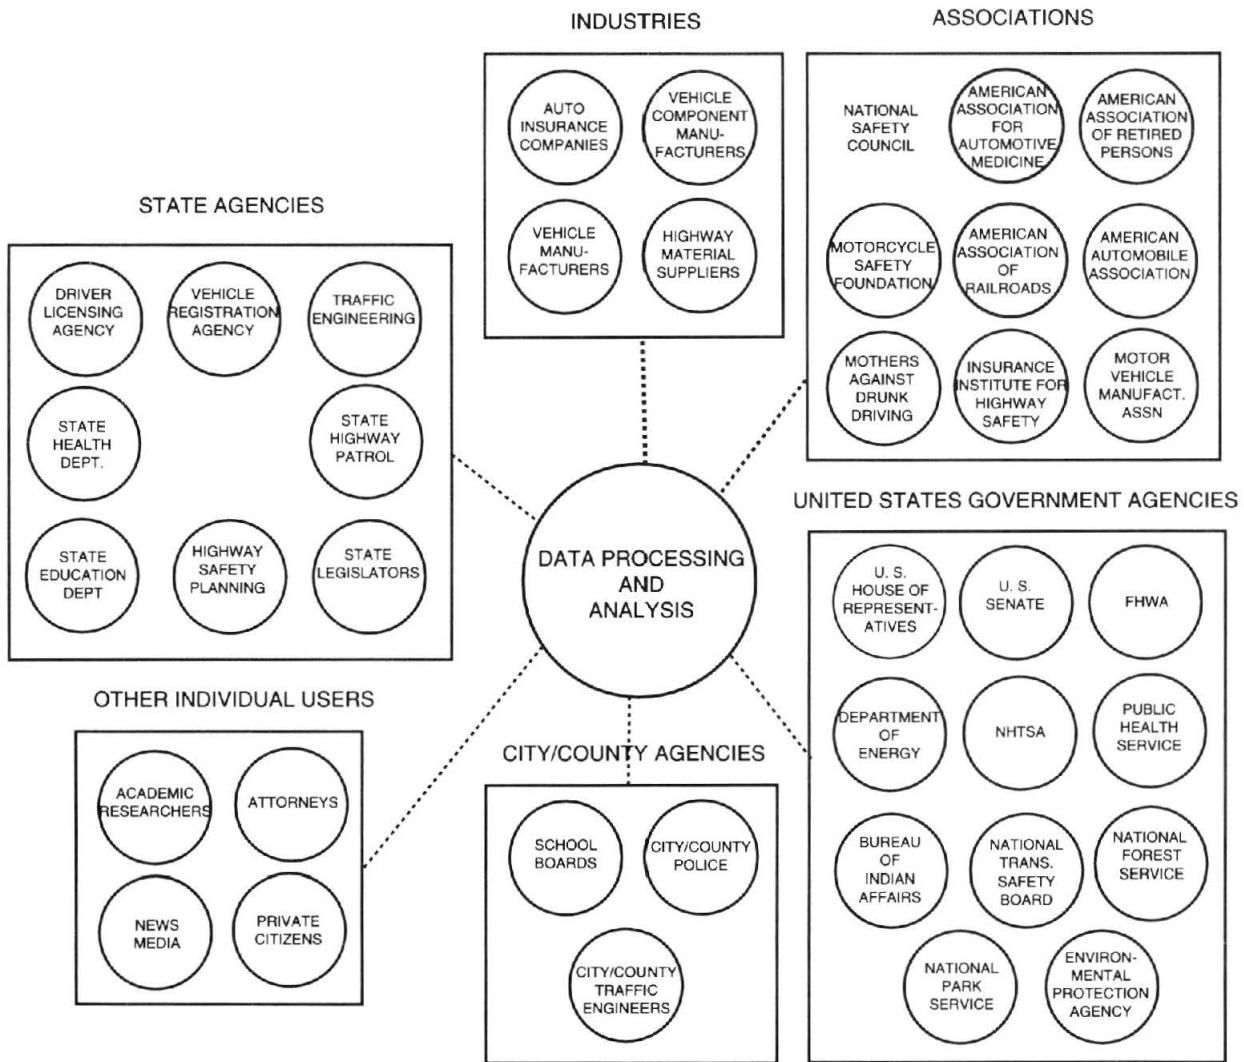 INDUSTRIES
AUTO
INSURANCE
COMPANIES
VEHICLE
COMPONENT
MANU-
FACTURERS
VEHICLE
MANU-
FACTURERS
HIGHWAY
MATERIAL
SUPPLIERS
ASSOCIATIONS
NATIONAL
SAFETY
COUNCIL
AMERICAN
ASSOCIATION
FOR
AUTOMOTIVE
MEDICINE
AMERICAN
ASSOCIATION
OF RETIRED
PERSONS
MOTORCYCLE
SAFETY
FOUNDATION
AMERICAN
ASSOCIATION
OF
RAILROADS
AMERICAN
AUTOMOBILE
ASSOCIATION
MOTHERS
AGAINST
DRUNK
DRIVING
INSURANCE
INSTITUTE FOR
HIGHWAY
SAFETY
MOTOR
VEHICLE
MANUFACT.
ASSN
STATE AGENCIES
DRIVER
LICENSING
AGENCY
VEHICLE
REGISTRATION
AGENCY
TRAFFIC
ENGINEERING
STATE
HEALTH
DEPT.
STATE
HIGHWAY
PATROL
STATE
EDUCATION
DEPT
HIGHWAY
SAFETY
PLANNING
STATE
LEGISLATORS
DATA PROCESSING
AND
ANALYSIS
UNITED STATES GOVERNMENT AGENCIES
U. S.
HOUSE OF
REPRESENT-
ATIVES
U. S.
SENATE
FHWA
DEPARTMENT
OF
ENERGY
NHTSA
PUBLIC
HEALTH
SERVICE
BUREAU
OF
INDIAN
AFFAIRS
NATIONAL
TRANS.
SAFETY
BOARD
NATIONAL
FOREST
SERVICE
NATIONAL
PARK
SERVICE
ENVIRON-
MENTAL
PROTECTION
AGENCY
OTHER INDIVIDUAL USERS
ACADEMIC
RESEARCHERS
ATTORNEYS
NEWS
MEDIA
PRIVATE
CITIZENS
CITY/COUNTY AGENCIES
SCHOOL
BOARDS
CITY/COUNTY
POLICE
CITY/COUNTY
TRAFFIC
ENGINEERS